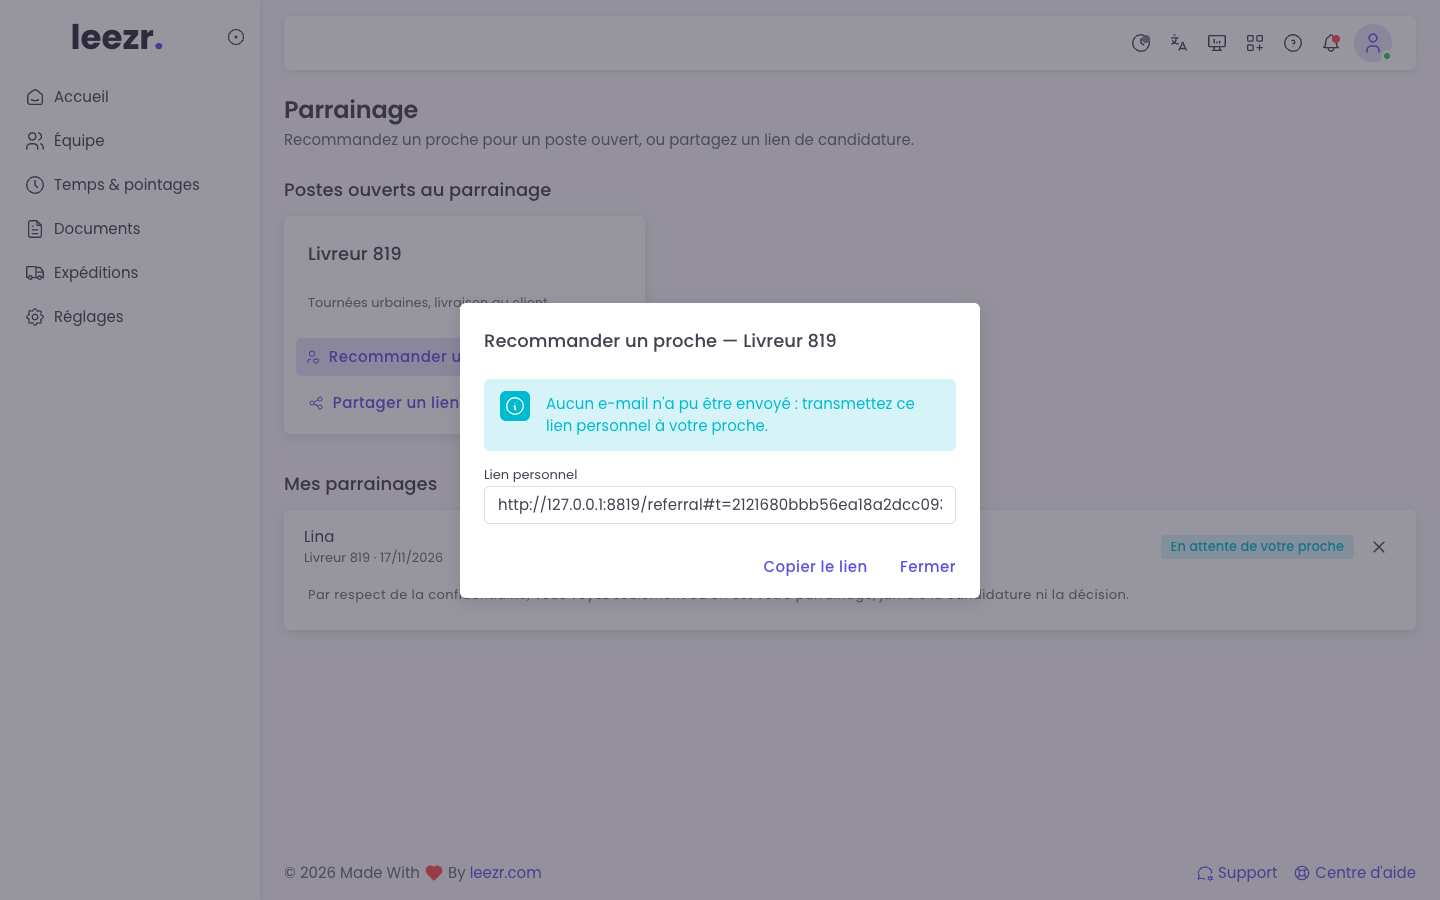 leezr.
Accueil
Équipe
Temps & pointages
Documents
Expéditions
Réglages
Parrainage
Recommandez un proche pour un poste ouvert, ou partagez un lien de candidature.
Postes ouverts au parrainage
Livreur 819
Tournées urbaines, livraison au client
Recommander
Partager un lien
Recommander un proche — Livreur 819
Aucun e-mail n'a pu être envoyé : transmettez ce
lien personnel à votre proche.
Lien personnel
http://127.0.0.1:8819/referral#t=2121680bbb56ea18a2dcc093
Copier le lien
Fermer
Mes parrainages
Lina
Livreur 819 · 17/11/2026
En attente de votre proche
Par respect de la candidature ni la décision.
© 2026 Made With By leezr.com
Support
Centre d'aide